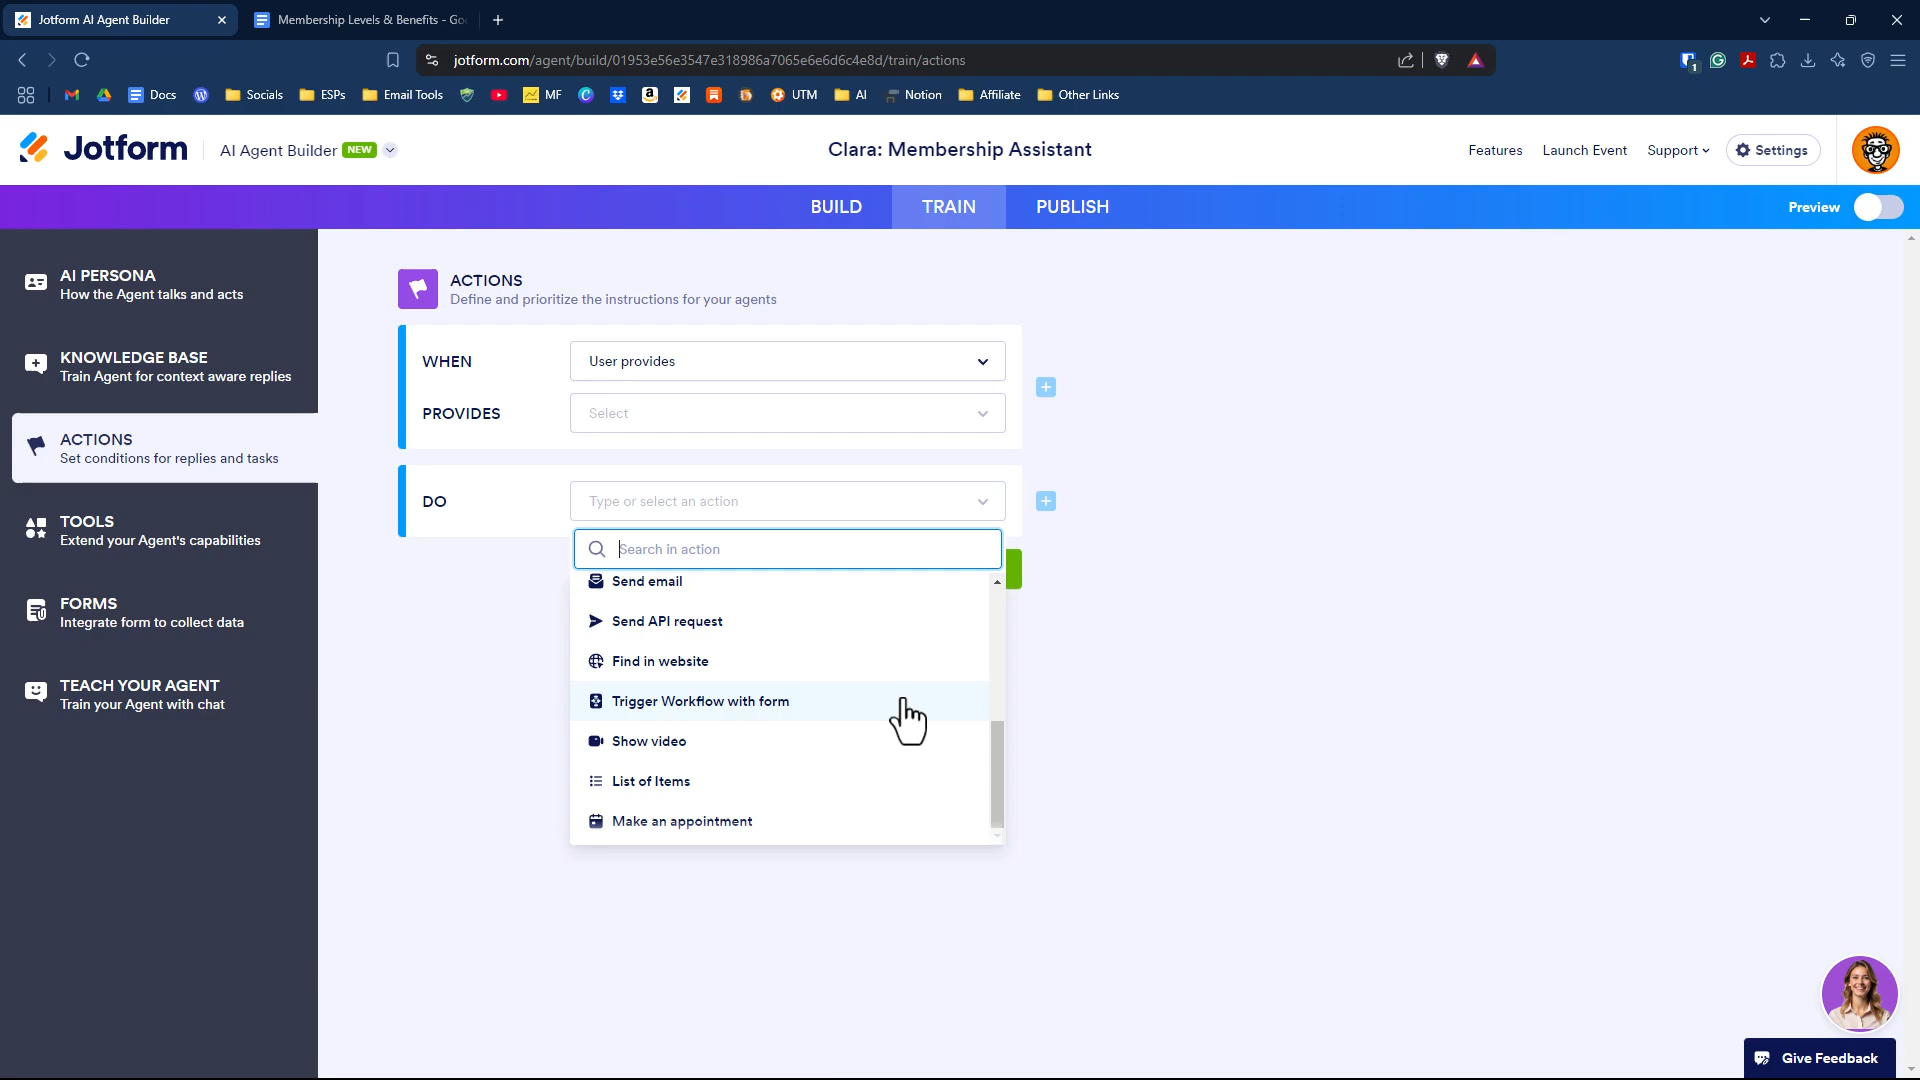 Jotform AI Agent Builder
Membership Levels & Benefits - Go
jotform.com/agent/build/01953e56e3547e318986a7065e6e6d6c4e8d/train/actions
1
Docs Socials ESPs Email Tools MF UTM AI Notion Affiliate Other Links
Jotform AI Agent Builder NEW
Clara: Membership Assistant
Features Launch Event Support Settings
BUILD TRAIN PUBLISH
Preview
AI PERSONA
How the Agent talks and acts
KNOWLEDGE BASE
Train Agent for context aware replies
ACTIONS
Set conditions for replies and tasks
TOOLS
Extend your Agent's capabilities
FORMS
Integrate form to collect data
TEACH YOUR AGENT
Train your Agent with chat
ACTIONS
Define and prioritize the instructions for your agents
WHEN User provides
PROVIDES Select
DO Type or select an action
Search in action
Send email
Send API request
Find in website
Trigger Workflow with form
Show video
List of Items
Make an appointment
Give Feedback